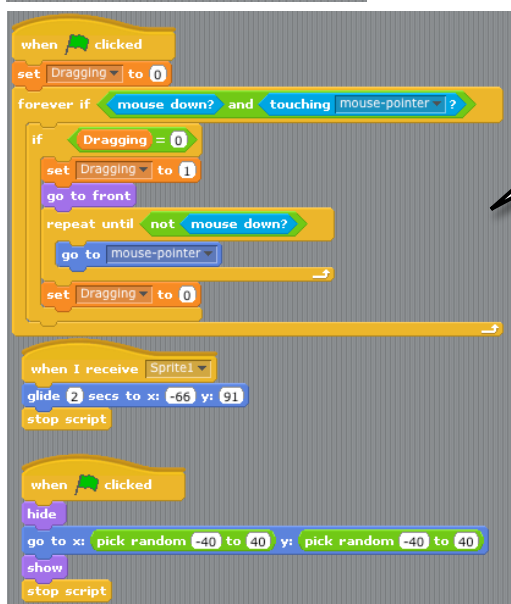 when clicked
set Dragging to 0
forever if mouse down? and touching mouse-pointer ?
if Dragging = 0
set Dragging to 1
go to front
repeat until not mouse down?
go to mouse-pointer
set Dragging to 0
when I receive Sprite1
glide 2 secs to x: -66 y: 91
stop script
when clicked
hide
go to x: pick random -40 to 40 y: pick random -40 to 40
show
stop script